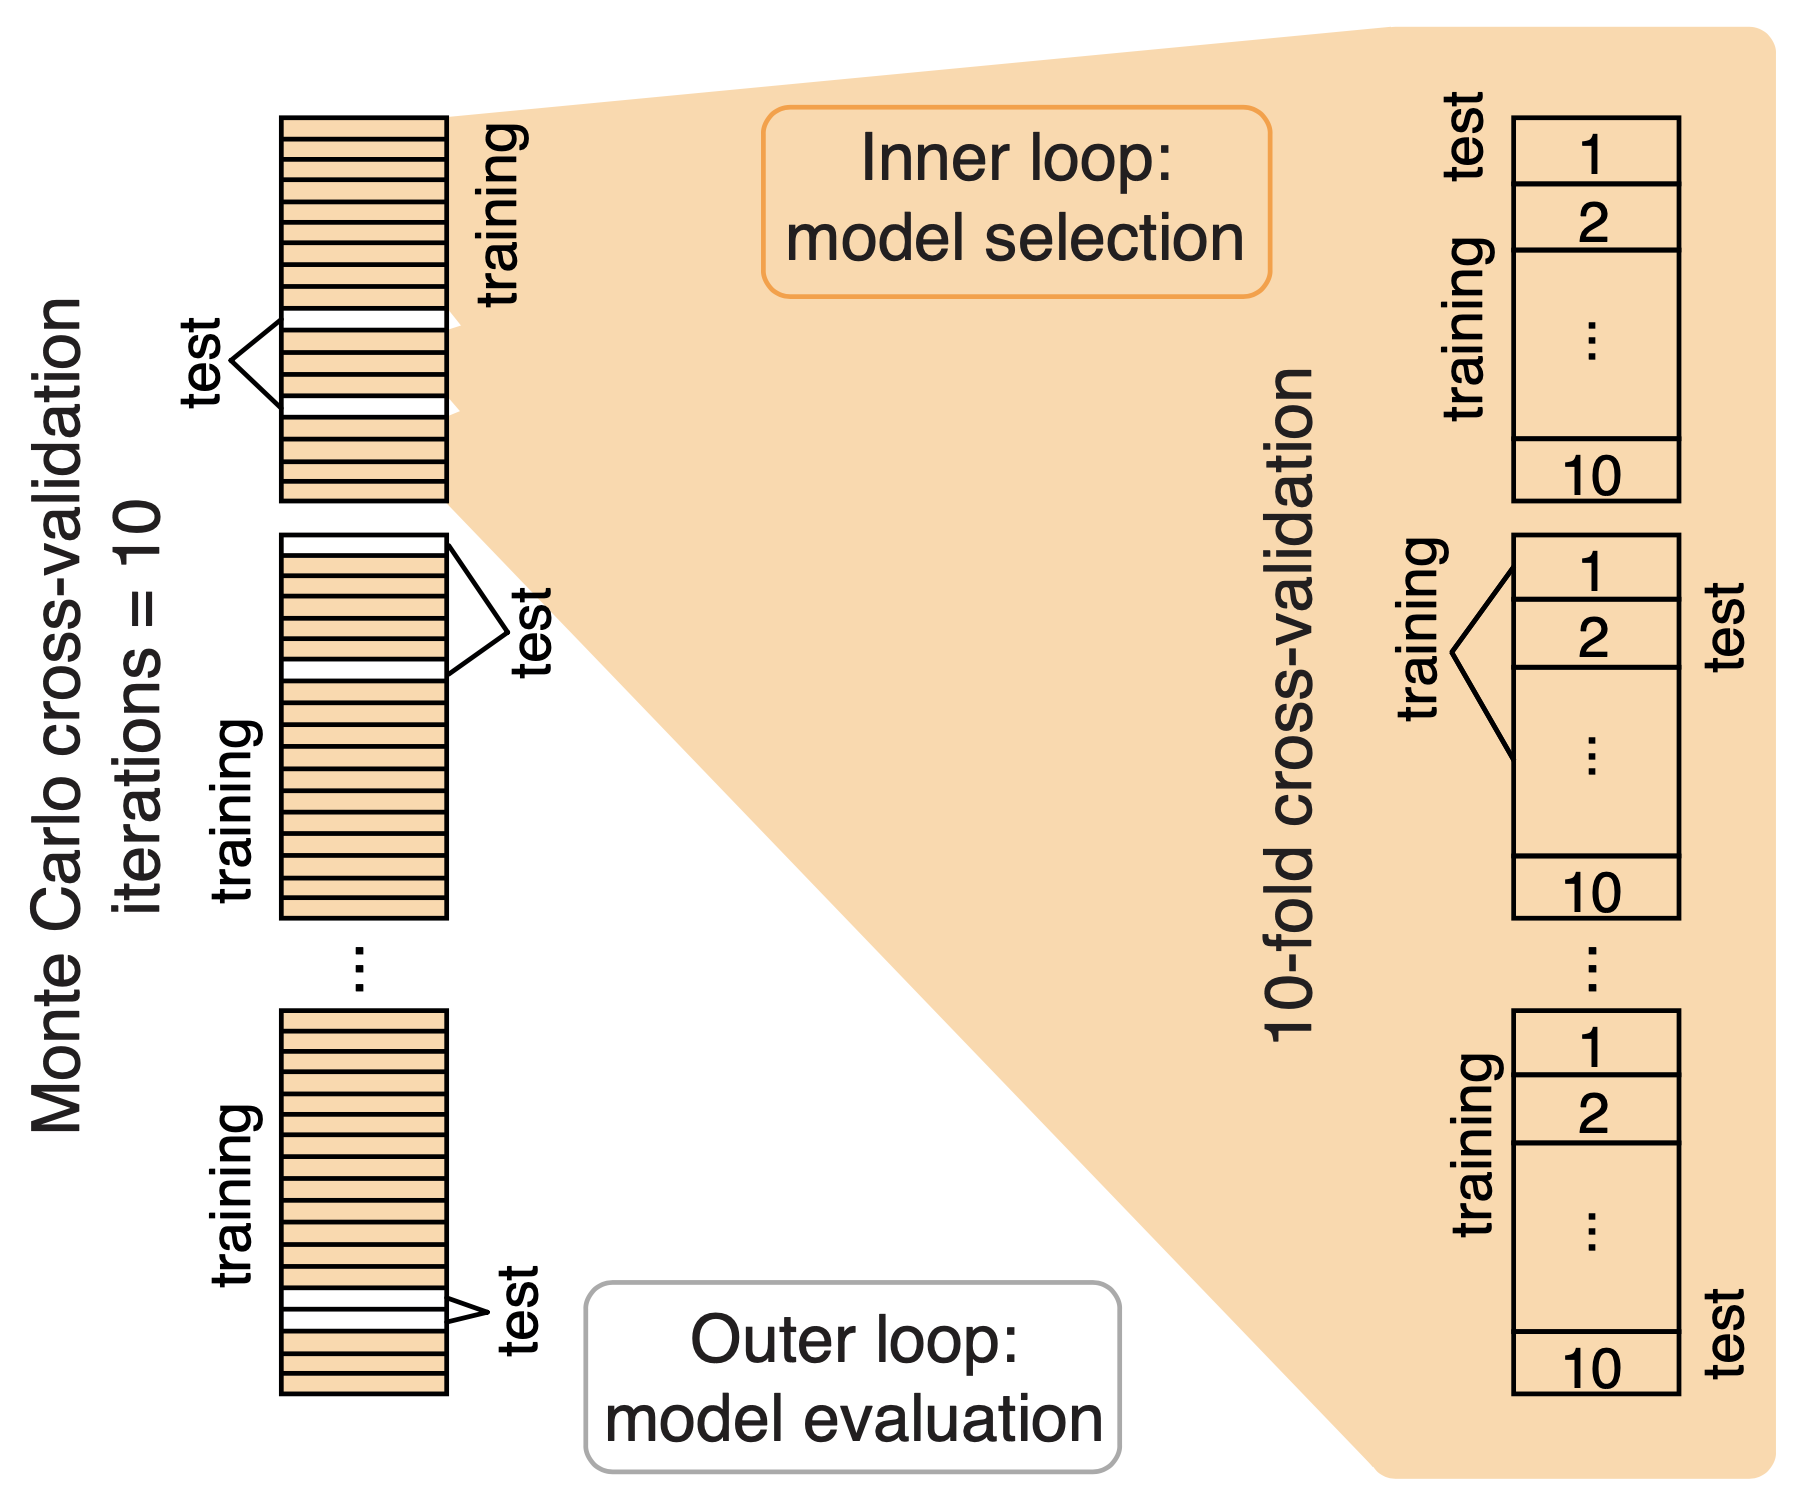 Monte Carlo cross-validation
iterations = 10
test
training
test
training
⋮
training
test
Inner loop:
model selection
Outer loop:
model evaluation
10-fold cross-validation
test
training
1
2
⋮
10
training
1
2
⋮
10
test
⋮
training
1
2
⋮
10
test